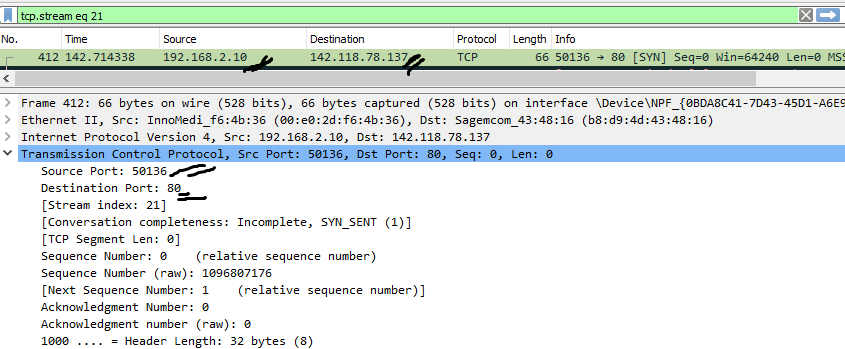 tcp.stream eq 21
No. Time Source Destination Protocol Length Info
412 142.714338 192.168.2.10 142.118.78.137 TCP 66 50136 → 80 [SYN] Seq=0 Win=64240 Len=0 MSS
Frame 412: 66 bytes on wire (528 bits), 66 bytes captured (528 bits) on interface \Device\NPF_{0BDA8C41-7D43-45D1-A6E9
Ethernet II, Src: InnoMedi_f6:4b:36 (00:e0:2d:f6:4b:36), Dst: Sagemcom_43:48:16 (b8:d9:4d:43:48:16)
Internet Protocol Version 4, Src: 192.168.2.10, Dst: 142.118.78.137
Transmission Control Protocol, Src Port: 50136, Dst Port: 80, Seq: 0, Len: 0
Source Port: 50136
Destination Port: 80
[Stream index: 21]
[Conversation completeness: Incomplete, SYN_SENT (1)]
[TCP Segment Len: 0]
Sequence Number: 0 (relative sequence number)
Sequence Number (raw): 1096807176
[Next Sequence Number: 1 (relative sequence number)]
Acknowledgment Number: 0
Acknowledgment number (raw): 0
1000 .... = Header Length: 32 bytes (8)